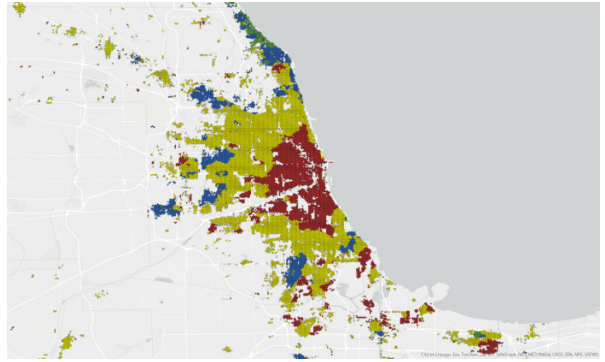 City of Chicago, Esri, TomTom, Garmin, SafeGraph, FAO, METI/NASA, USGS, EPA, NPS, USFWS